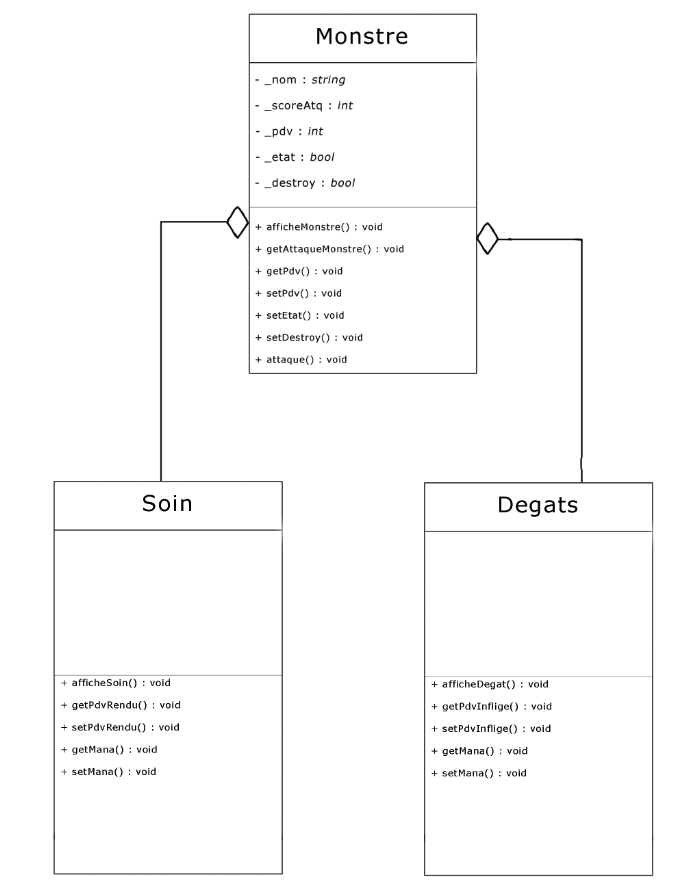 Monstre
- _nom : string
- _scoreAtq : int
- _pdv : int
- _etat : bool
- _destroy : bool
+ afficheMonstre() : void
+ getAttaqueMonstre() : void
+ getPdv() : void
+ setPdv() : void
+ setEtat() : void
+ setDestroy() : void
+ attaque() : void
Soin
+ afficheSoin() : void
+ getPdvRendu() : void
+ setPdvRendu() : void
+ getMana() : void
+ setMana() : void
Degats
+ afficheDegat() : void
+ getPdvInflige() : void
+ setPdvInflige() : void
+ getMana() : void
+ setMana() : void